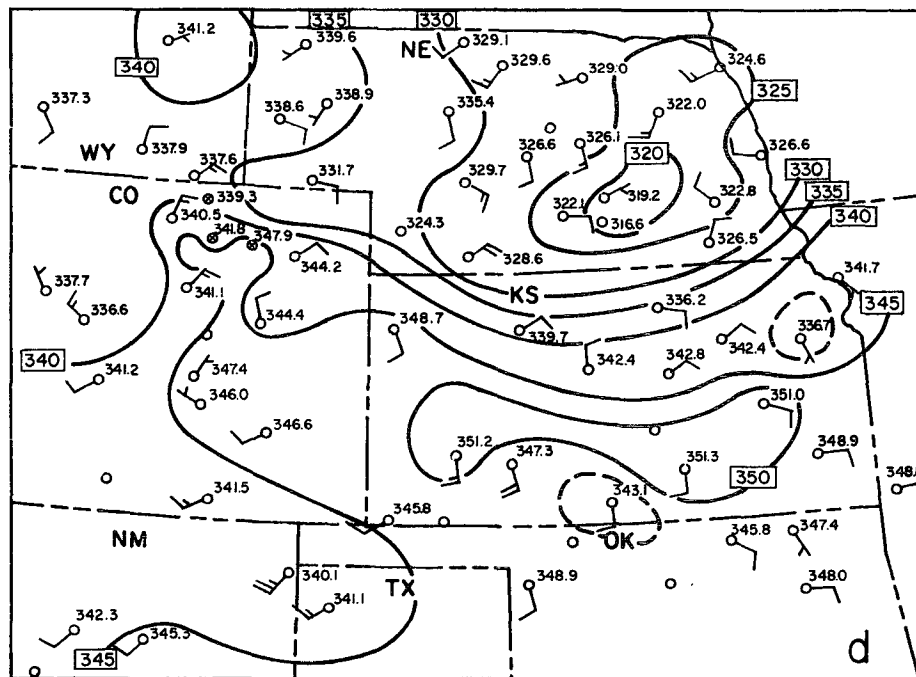 335 330
341.2 339.6 NE 329.1
340 329.6 329.0 324.6
337.3 338.6 338.9 335.4 322.0 325
WY 337.9 326.6 326.1 326.6
337.6 331.7 329.7 320 330
CO 339.3 319.2 322.8 335
340.5 324.3 322.1 316.6 340
341.8 347.9 344.2 328.6 326.5
337.7 341.1 KS 341.7
336.6 344.4 348.7 339.7 336.2 336.7 345
340 342.4 342.8 342.4
341.2 347.4
346.0 351.0
346.6 351.2 347.3 351.3 348.9
350 348.
341.5 345.8 343.1
NM OK 345.8 347.4
340.1 TX 348.9 348.0
341.1
342.3 345.3
345 d